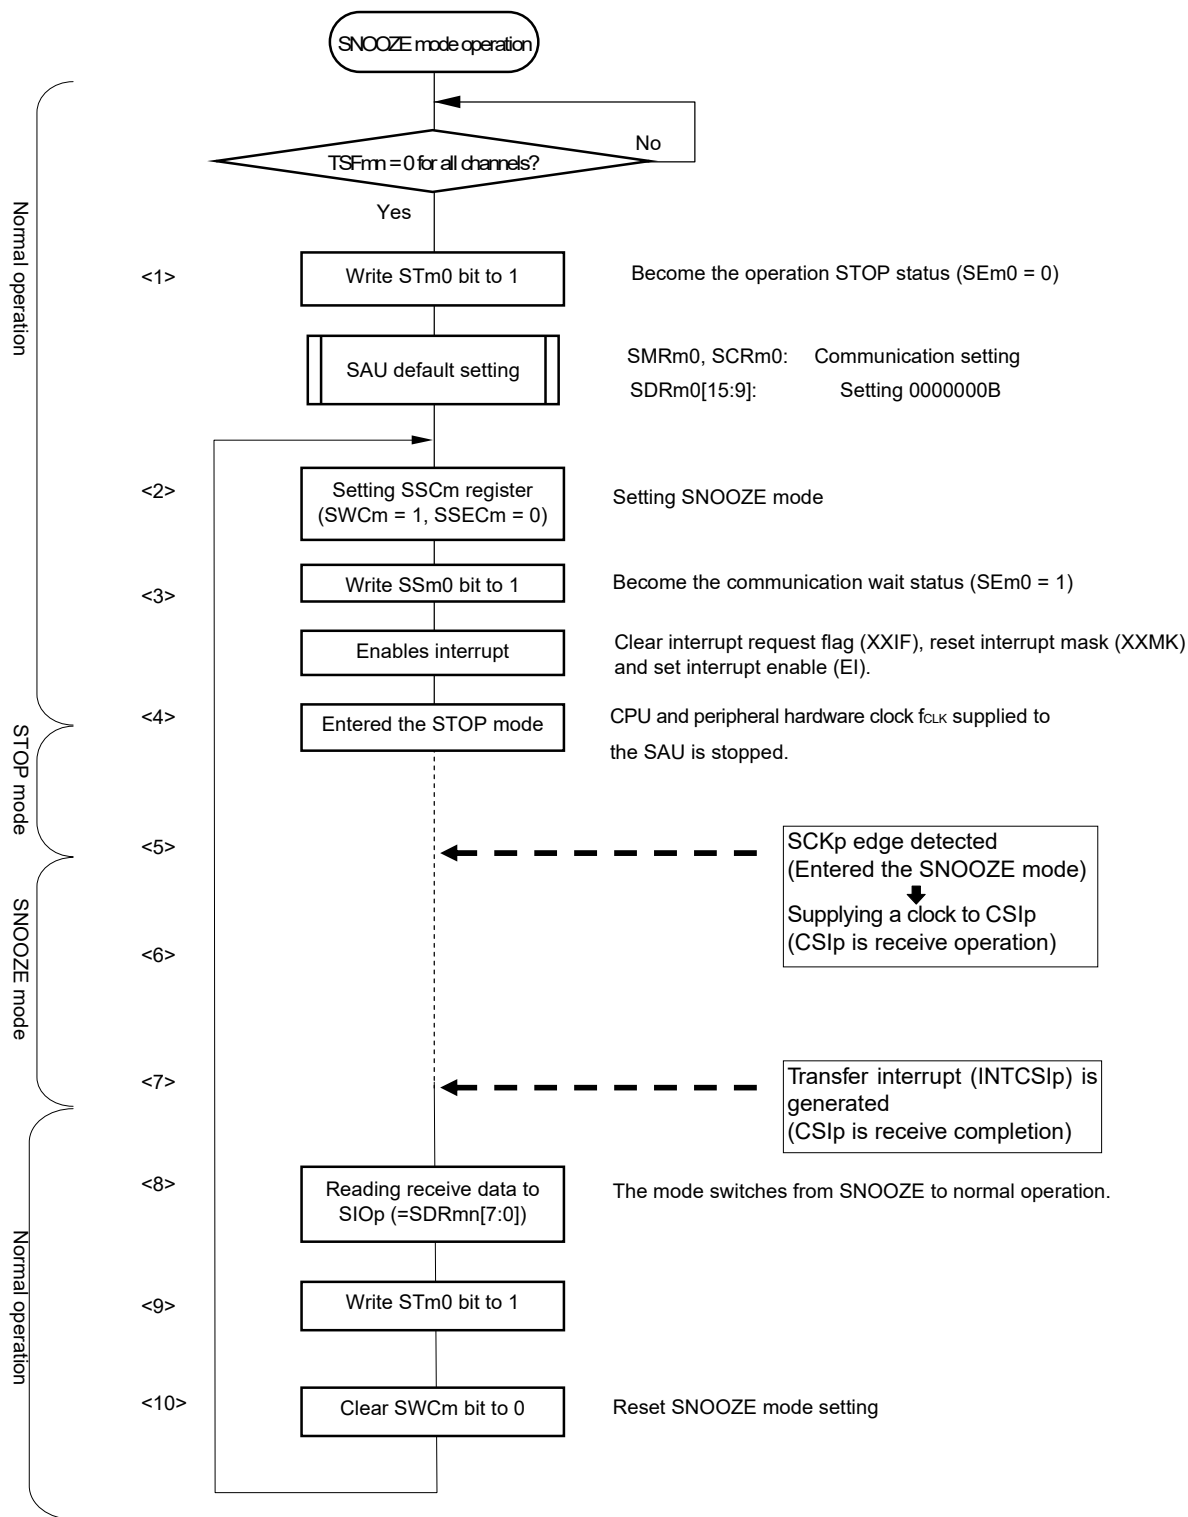 SNOOZE mode operation
No
TSFmn = 0 for all channels?
Yes
Normal operation
<1>
Write STm0 bit to 1
Become the operation STOP status (SEm0 = 0)
SAU default setting
SMRm0, SCRm0: Communication setting
SDRm0[15:9]: Setting 0000000B
<2>
Setting SSCm register
(SWCm = 1, SSECm = 0)
Setting SNOOZE mode
<3>
Write SSm0 bit to 1
Become the communication wait status (SEm0 = 1)
Enables interrupt
Clear interrupt request flag (XXIF), reset interrupt mask (XXMK)
and set interrupt enable (EI).
<4>
Entered the STOP mode
CPU and peripheral hardware clock fCLK supplied to
the SAU is stopped.
STOP mode
<5>
SCKp edge detected
(Entered the SNOOZE mode)
Supplying a clock to CSIp
(CSIp is receive operation)
SNOOZE mode
<6>
<7>
Transfer interrupt (INTCSIp) is
generated
(CSIp is receive completion)
<8>
Reading receive data to
SIOp (=SDRmn[7:0])
The mode switches from SNOOZE to normal operation.
Normal operation
<9>
Write STm0 bit to 1
<10>
Clear SWCm bit to 0
Reset SNOOZE mode setting